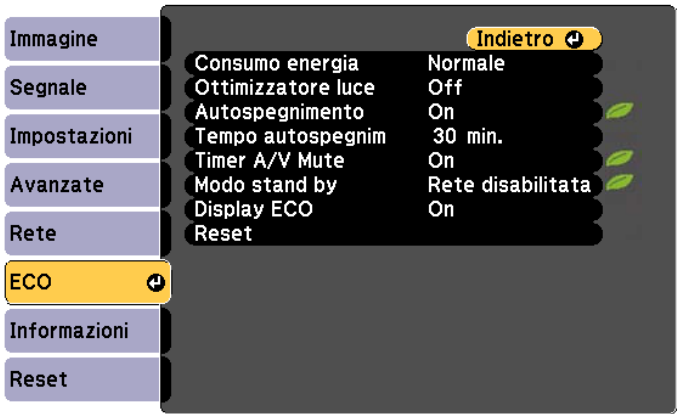 Immagine
Segnale
Impostazioni
Avanzate
Rete
ECO
Informazioni
Reset
Indietro
Consumo energia Normale
Ottimizzatore luce Off
Autospegnimento On
Tempo autospegnim 30 min.
Timer A/V Mute On
Modo stand by Rete disabilitata
Display ECO On
Reset